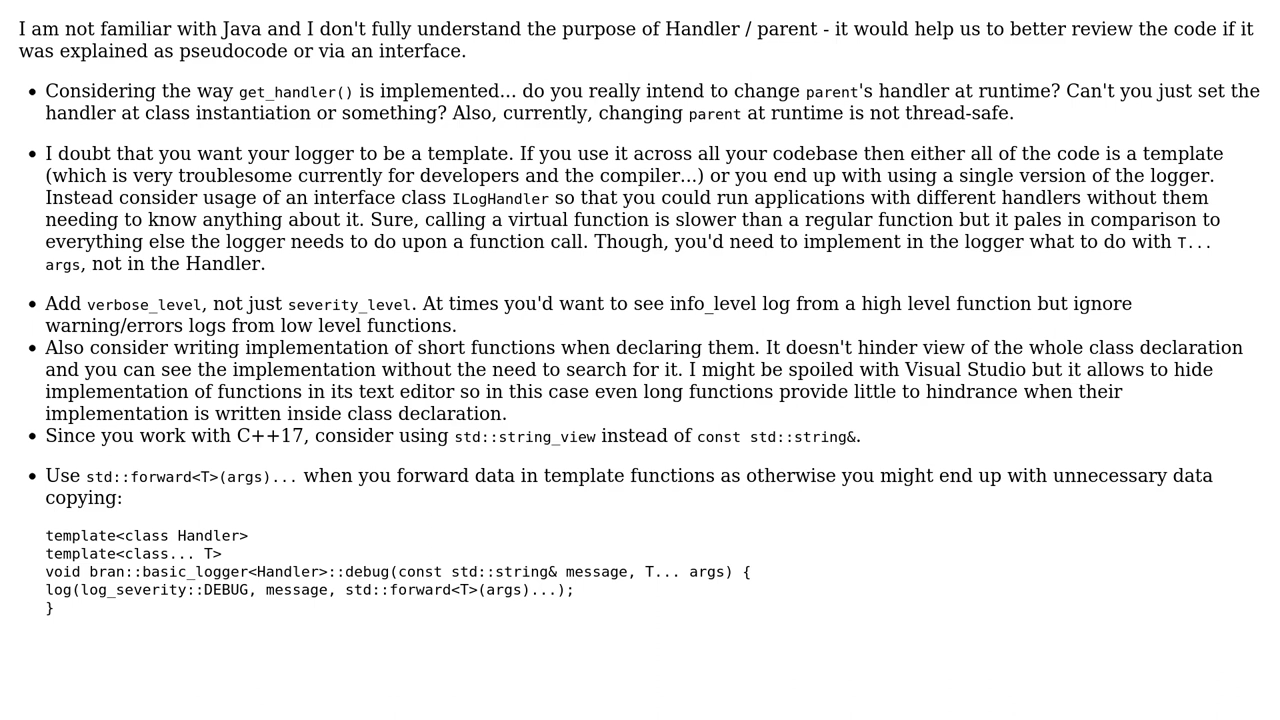 I am not familiar with Java and I don't fully understand the purpose of Handler / parent - it would help us to better review the code if it
was explained as pseudocode or via an interface.
• Considering the way get_handler() is implemented... do you really intend to change parent's handler at runtime? Can't you just set the
handler at class instantiation or something? Also, currently, changing parent at runtime is not thread-safe.
• I doubt that you want your logger to be a template. If you use it across all your codebase then either all of the code is a template
(which is very troublesome currently for developers and the compiler...) or you end up with using a single version of the logger.
Instead consider usage of an interface class ILogHandler so that you could run applications with different handlers without them
needing to know anything about it. Sure, calling a virtual function is slower than a regular function but it pales in comparison to
everything else the logger needs to do upon a function call. Though, you'd need to implement in the logger what to do with T...
args, not in the Handler.
• Add verbose_level, not just severity_level. At times you'd want to see info_level log from a high level function but ignore
warning/errors logs from low level functions.
• Also consider writing implementation of short functions when declaring them. It doesn't hinder view of the whole class declaration
and you can see the implementation without the need to search for it. I might be spoiled with Visual Studio but it allows to hide
implementation of functions in its text editor so in this case even long functions provide little to hindrance when their
implementation is written inside class declaration.
• Since you work with C++17, consider using std::string_view instead of const std::string&.
• Use std::forward<T>(args)... when you forward data in template functions as otherwise you might end up with unnecessary data
copying:
template<class Handler>
template<class... T>
void bran::basic_logger<Handler>::debug(const std::string& message, T... args) {
log(log_severity::DEBUG, message, std::forward<T>(args)...);
}